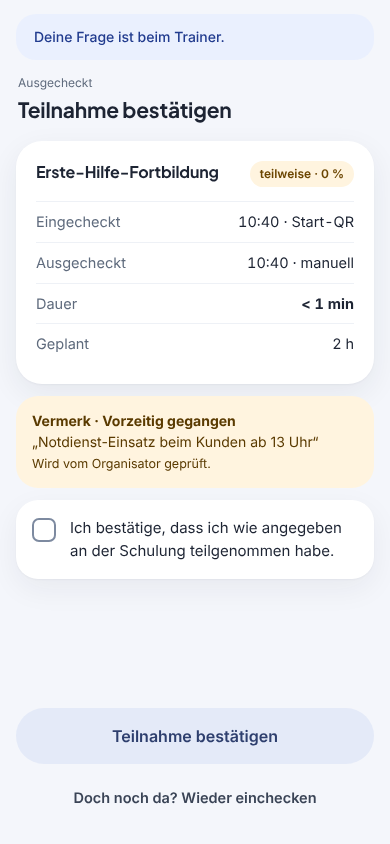 Deine Frage ist beim Trainer.
Ausgecheckt
Teilnahme bestätigen
Erste-Hilfe-Fortbildung
teilweise · 0 %
Eingecheckt
10:40 · Start-QR
Ausgecheckt
10:40 · manuell
Dauer
< 1 min
Geplant
2 h
Vermerk · Vorzeitig gegangen
„Notdienst-Einsatz beim Kunden ab 13 Uhr“
Wird vom Organisator geprüft.
Ich bestätige, dass ich wie angegeben
an der Schulung teilgenommen habe.
Teilnahme bestätigen
Doch noch da? Wieder einchecken